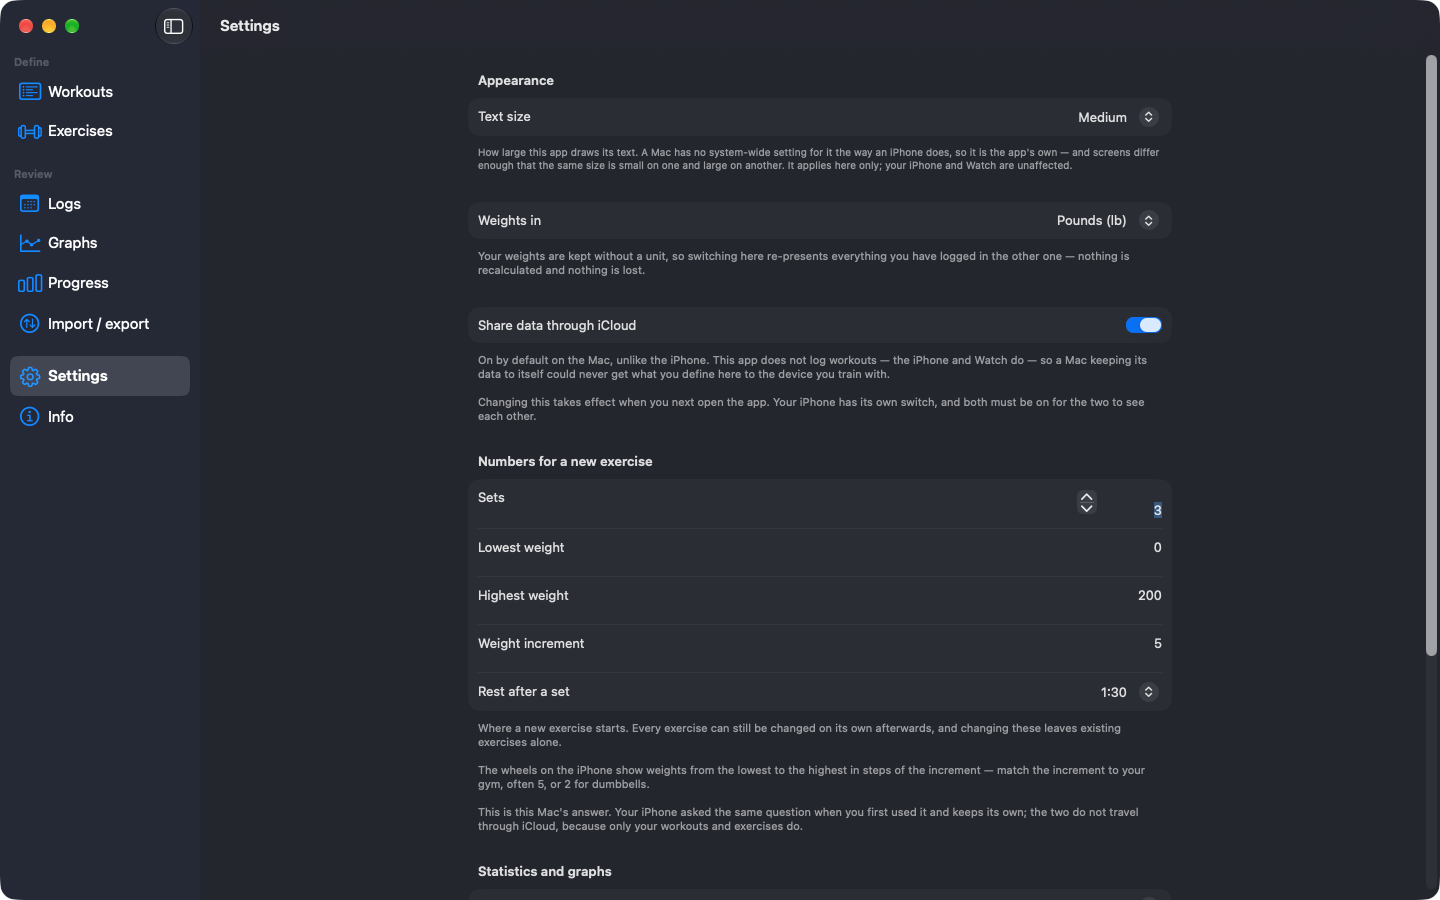 Settings
Define
Workouts
Exercises
Review
Logs
Graphs
Progress
Import / export
Settings
Info
Appearance
Text size
Medium
How large this app draws its text. A Mac has no system-wide setting for it the way an iPhone does, so it is the app's own — and screens differ
enough that the same size is small on one and large on another. It applies here only; your iPhone and Watch are unaffected.
Weights in
Pounds (lb)
Your weights are kept without a unit, so switching here re-presents everything you have logged in the other one — nothing is
recalculated and nothing is lost.
Share data through iCloud
On by default on the Mac, unlike the iPhone. This app does not log workouts — the iPhone and Watch do — so a Mac keeping its
data to itself could never get what you define here to the device you train with.
Changing this takes effect when you next open the app. Your iPhone has its own switch, and both must be on for the two to see
each other.
Numbers for a new exercise
Sets
3
Lowest weight
0
Highest weight
200
Weight increment
5
Rest after a set
1:30
Where a new exercise starts. Every exercise can still be changed on its own afterwards, and changing these leaves existing
exercises alone.
The wheels on the iPhone show weights from the lowest to the highest in steps of the increment — match the increment to your
gym, often 5, or 2 for dumbbells.
This is this Mac's answer. Your iPhone asked the same question when you first used it and keeps its own; the two do not travel
through iCloud, because only your workouts and exercises do.
Statistics and graphs